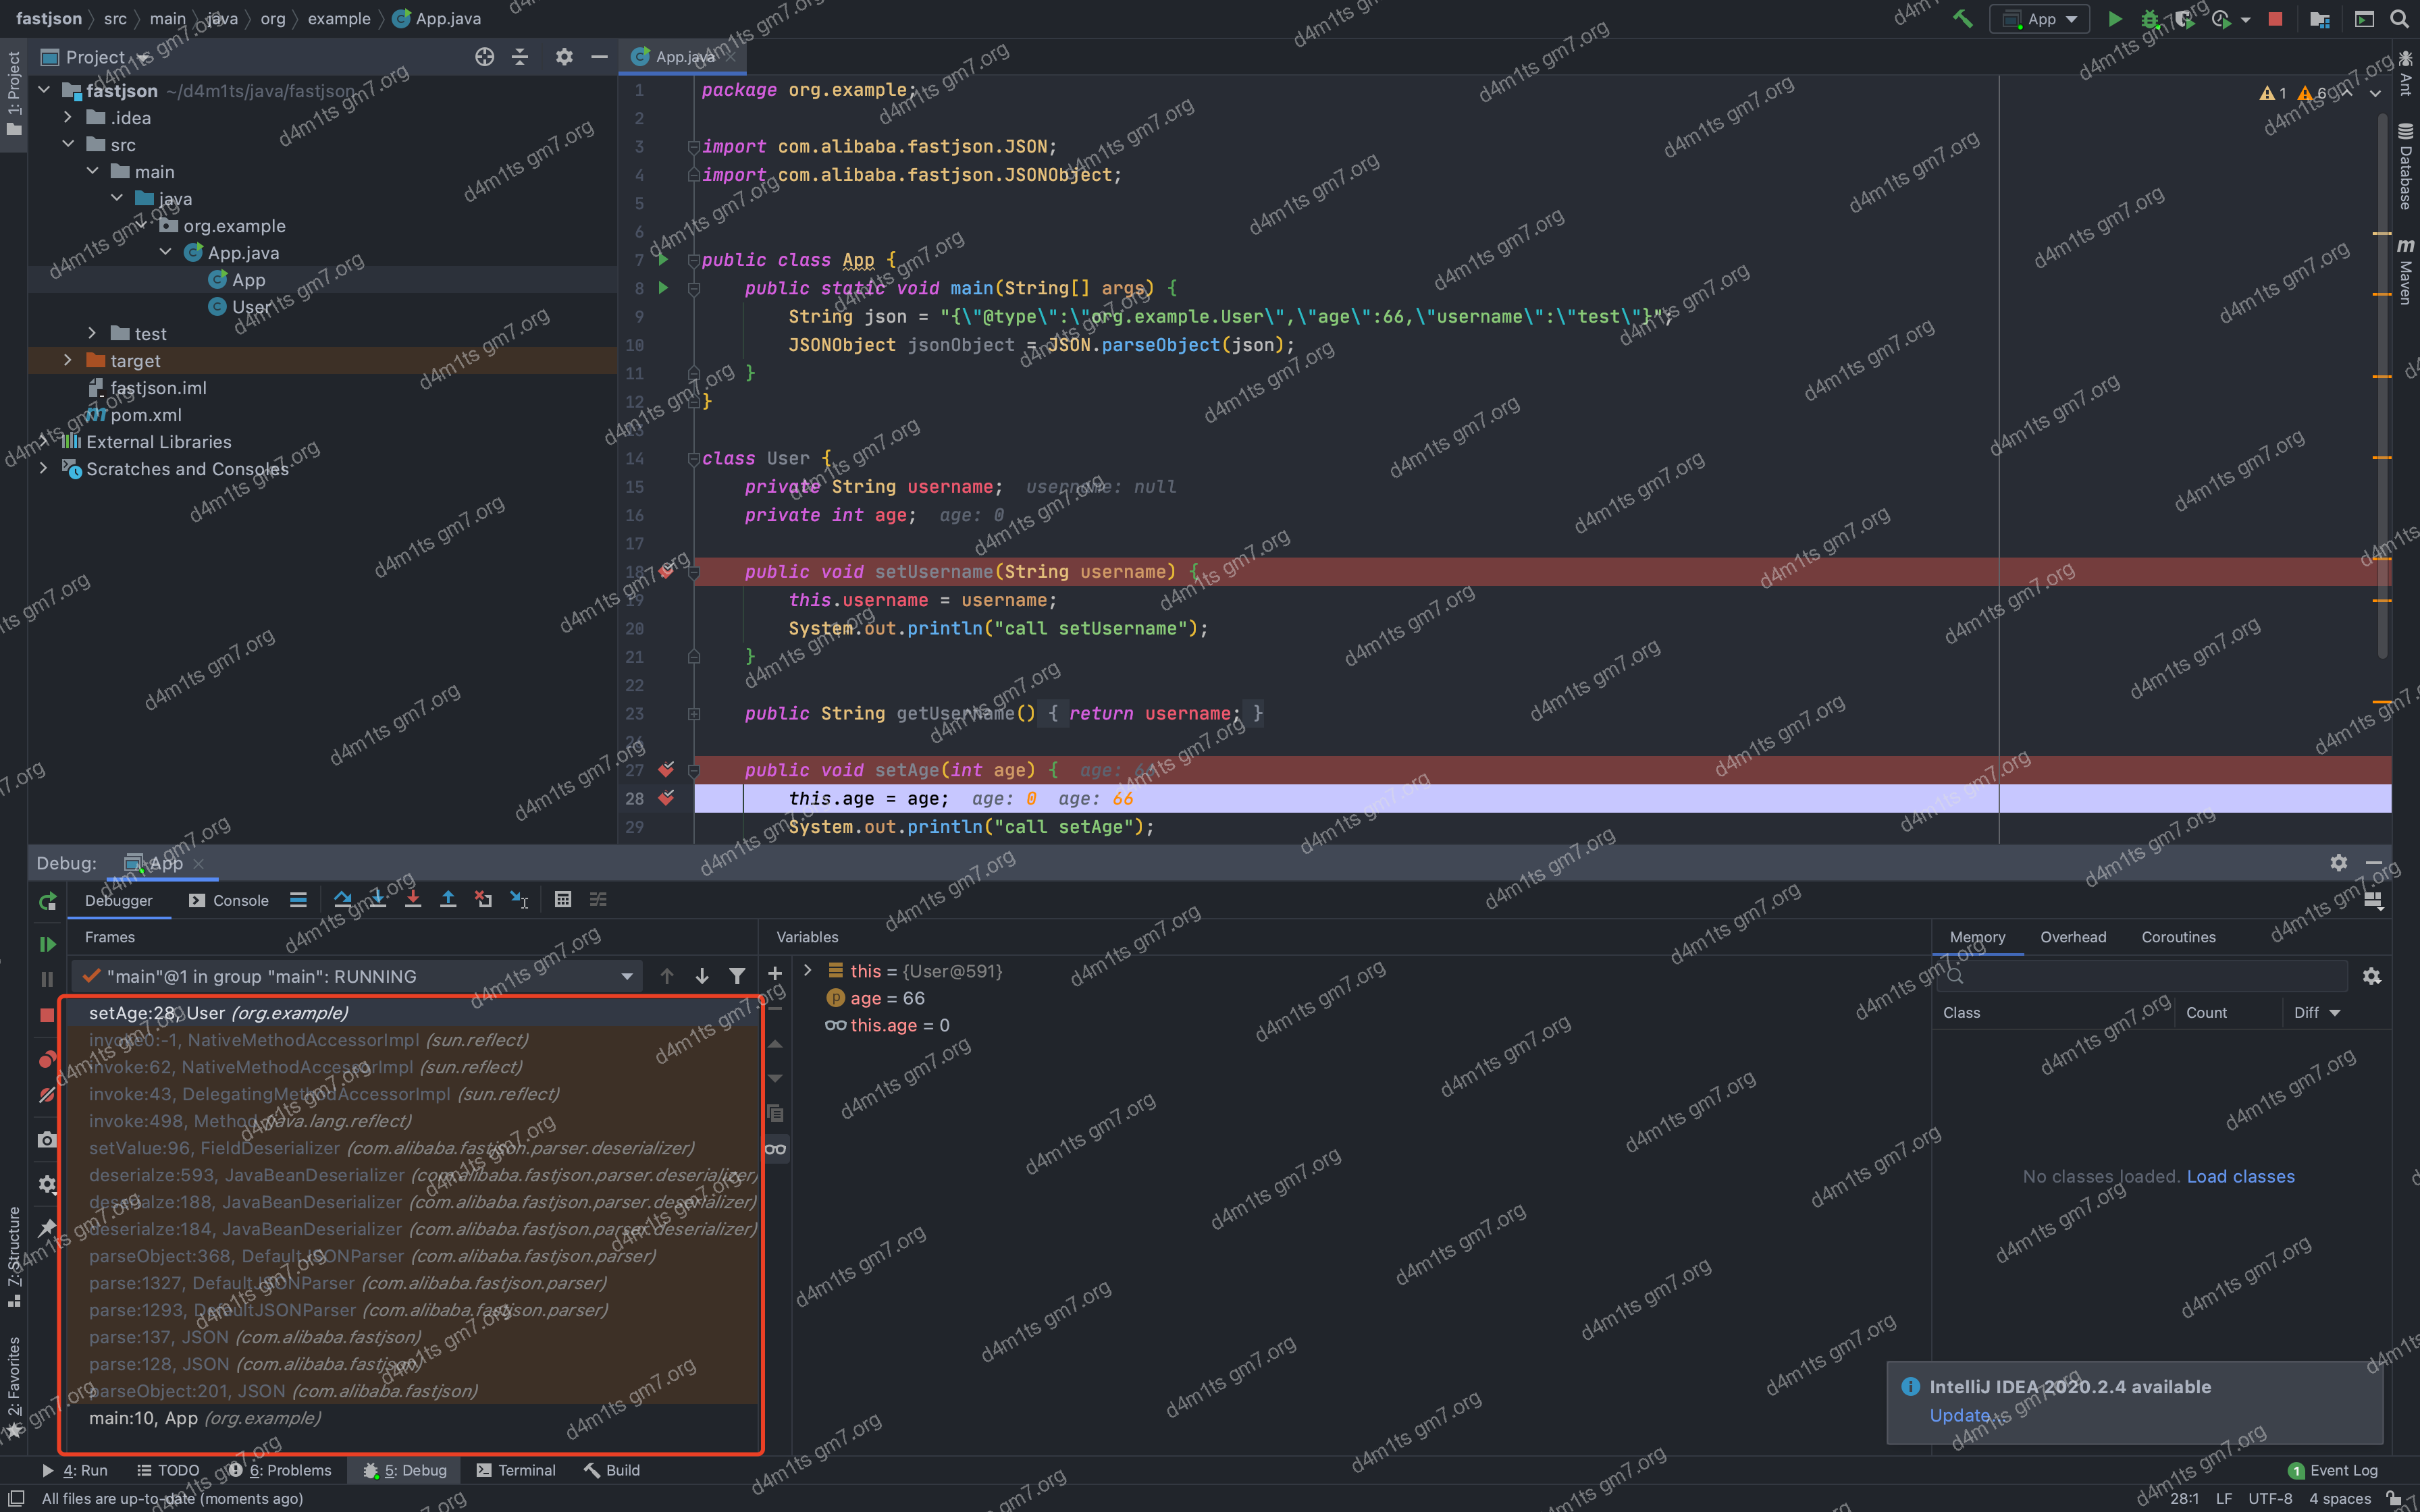 fastjson 〉 src 〉 main 〉 java 〉 org 〉 example 〉 App.java
App
Project
App.java
1: Project
fastjson ~/d4m1ts/java/fastjson
.idea
src
main
java
org.example
App.java
App
User
test
target
fastjson.iml
pom.xml
External Libraries
Scratches and Consoles
1 package org.example;
2
3 import com.alibaba.fastjson.JSON;
4 import com.alibaba.fastjson.JSONObject;
5
6
7 public class App {
8 public static void main(String[] args) {
9 String json = "{\"@type\":\"org.example.User\",\"age\":66,\"username\":\"test\"}";
10 JSONObject jsonObject = JSON.parseObject(json);
11 }
12 }
13
14 class User {
15 private String username; username: null
16 private int age; age: 0
17
18 public void setUsername(String username) {
19 this.username = username;
20 System.out.println("call setUsername");
21 }
22
23 public String getUsername() { return username; }
26
27 public void setAge(int age) { age: 66
28 this.age = age; age: 0 age: 66
29 System.out.println("call setAge");
1 6
Ant
Database
Maven
Debug: App
Debugger Console
Frames
"main"@1 in group "main": RUNNING
setAge:28, User (org.example)
invoke0:-1, NativeMethodAccessorImpl (sun.reflect)
invoke:62, NativeMethodAccessorImpl (sun.reflect)
invoke:43, DelegatingMethodAccessorImpl (sun.reflect)
invoke:498, Method (java.lang.reflect)
setValue:96, FieldDeserializer (com.alibaba.fastjson.parser.deserializer)
deserialze:593, JavaBeanDeserializer (com.alibaba.fastjson.parser.deserializer)
deserialze:188, JavaBeanDeserializer (com.alibaba.fastjson.parser.deserializer)
deserialze:184, JavaBeanDeserializer (com.alibaba.fastjson.parser.deserializer)
parseObject:368, DefaultJSONParser (com.alibaba.fastjson.parser)
parse:1327, DefaultJSONParser (com.alibaba.fastjson.parser)
parse:1293, DefaultJSONParser (com.alibaba.fastjson.parser)
parse:137, JSON (com.alibaba.fastjson)
parse:128, JSON (com.alibaba.fastjson)
parseObject:201, JSON (com.alibaba.fastjson)
main:10, App (org.example)
Variables
this = {User@591}
age = 66
this.age = 0
Memory Overhead Coroutines
Class Count Diff
No classes loaded. Load classes
IntelliJ IDEA 2020.2.4 available
Update...
7: Structure
2: Favorites
4: Run TODO 6: Problems 5: Debug Terminal Build
1 Event Log
All files are up-to-date (moments ago)
28:1 LF UTF-8 4 spaces
d4m1ts gm7.org